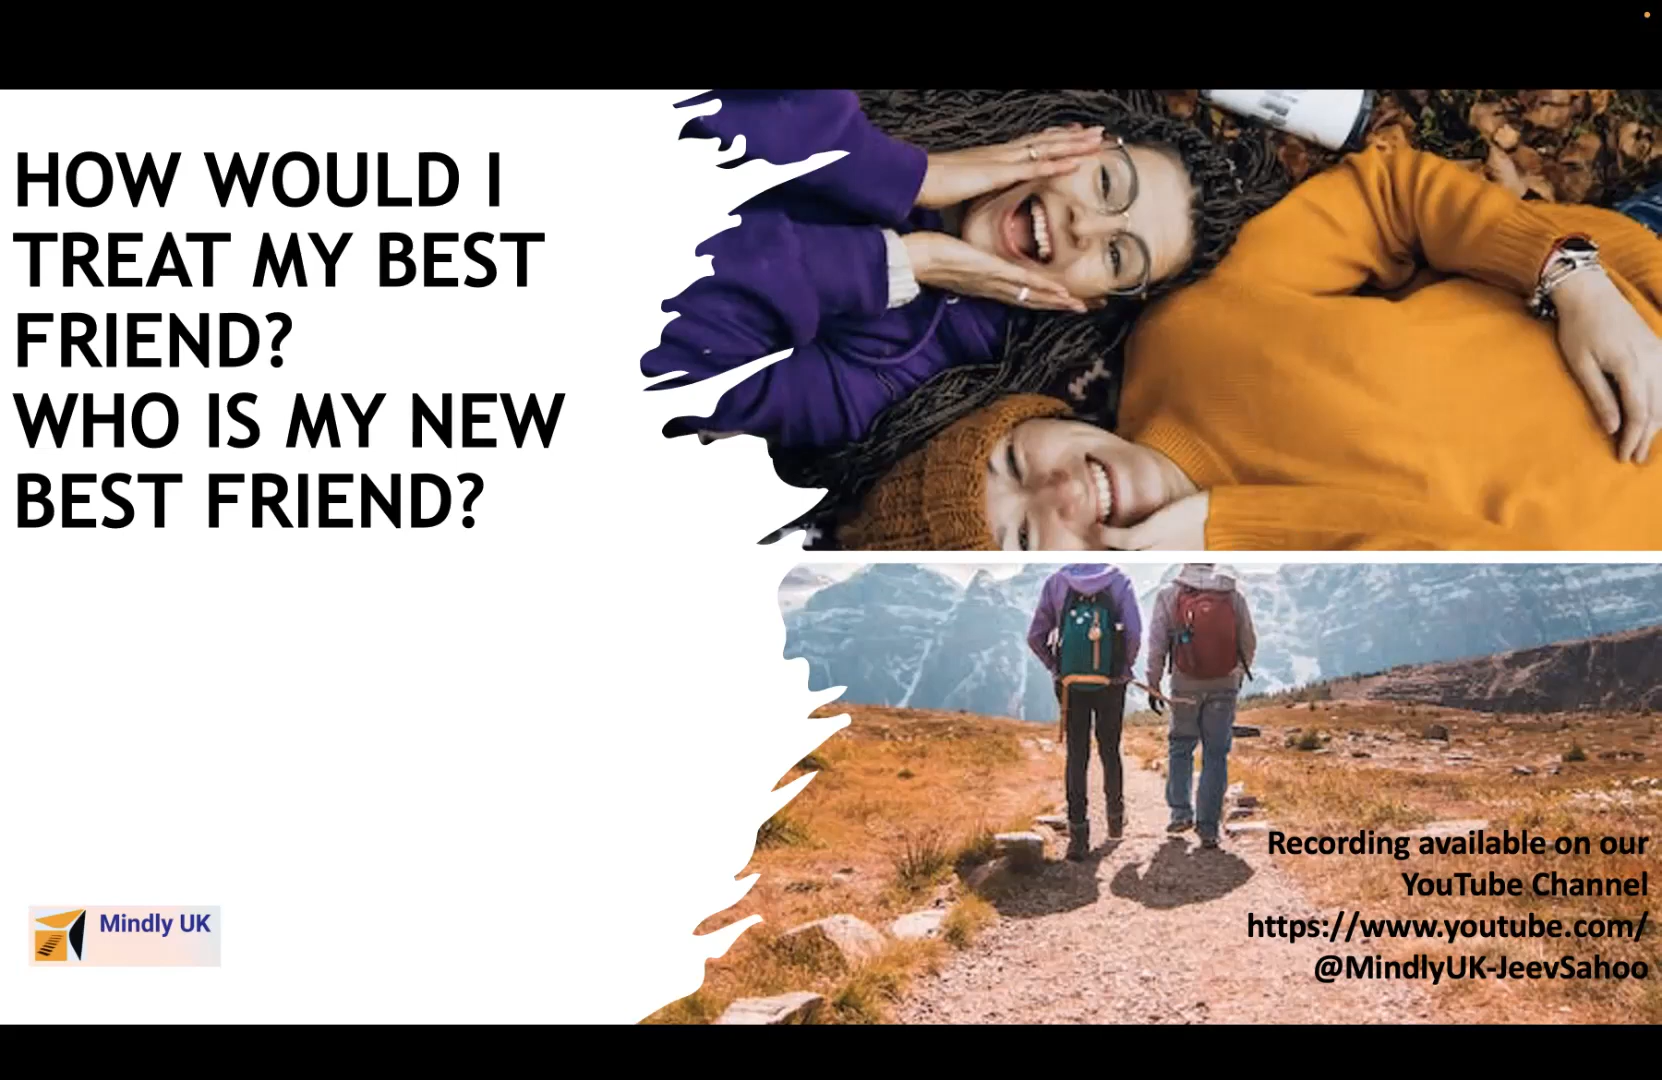 HOW WOULD I
TREAT MY BEST
FRIEND?
WHO IS MY NEW
BEST FRIEND?
Mindly UK
Recording available on our
YouTube Channel
https://www.youtube.com/
@MindlyUK-JeevSahoo